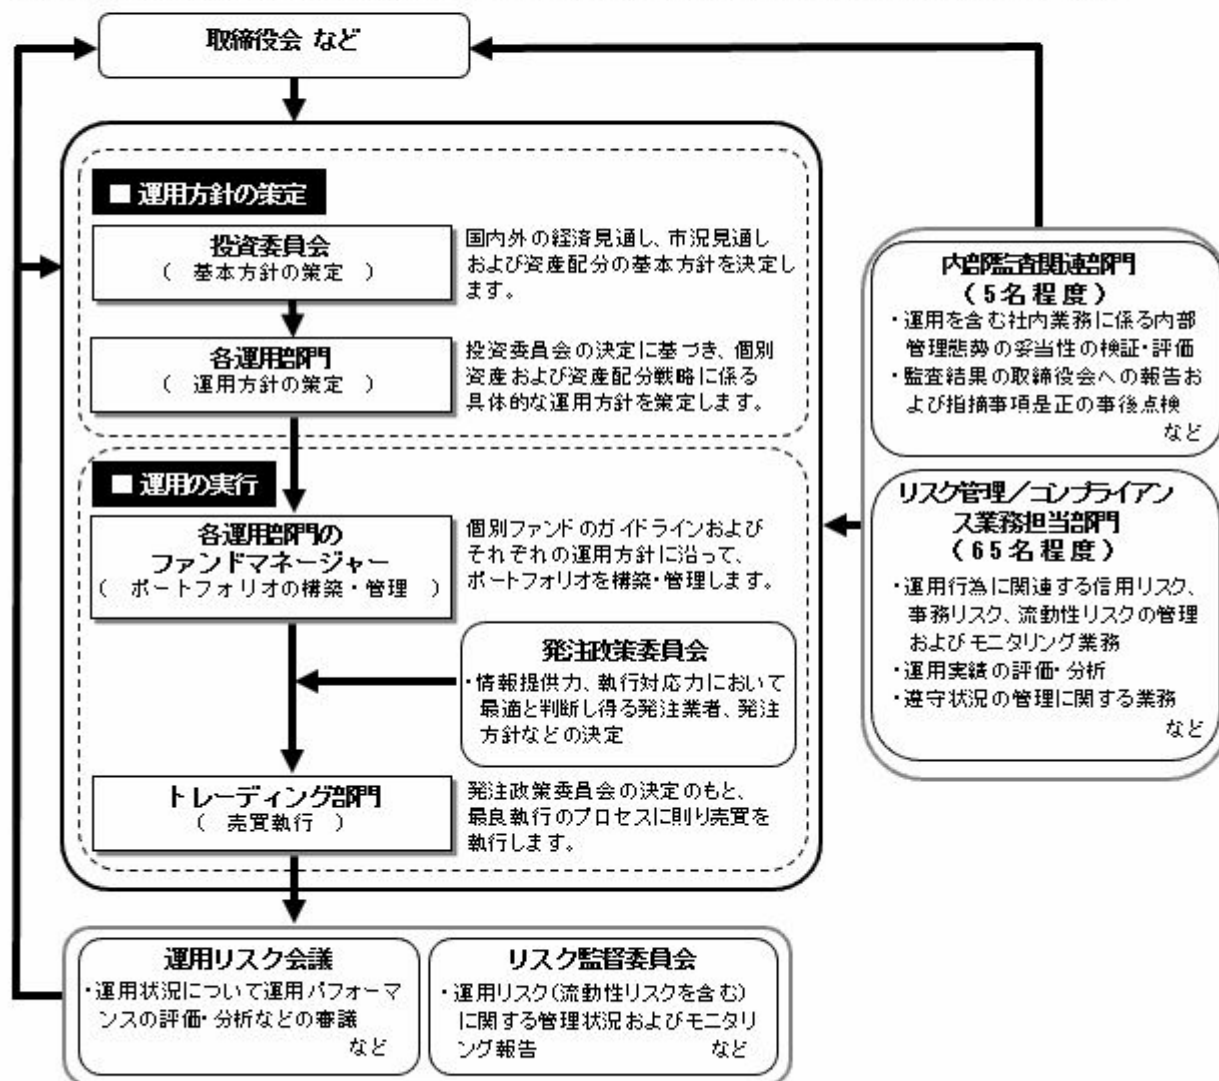 取締役会 など
■ 運用方針の策定
投資委員会
（ 基本方針の策定 ）
国内外の経済見通し、市況見通し
および資産配分の基本方針を決定し
ます。
各運用部門
（ 運用方針の策定 ）
投資委員会の決定に基づき、個別
資産および資産配分戦略に係る
具体的な運用方針を策定します。
■ 運用の実行
各運用部門の
ファンドマネージャー
（ ポートフォリオの構築・管理 ）
個別ファンドのガイドラインおよび
それぞれの運用方針に沿って、
ポートフォリオを構築・管理します。
発注政策委員会
・情報提供力、執行対応力において
最適と判断し得る発注業者、発注
方針などの決定
トレーディング部門
（ 売買執行 ）
発注政策委員会の決定のもと、
最良執行のプロセスに則り売買を
執行します。
内部監査関連部門
（5名程度）
・運用を含む社内業務に係る内部
管理態勢の妥当性の検証・評価
・監査結果の取締役会への報告お
よび指摘事項是正の事後点検
など
リスク管理／コンプライアン
ス業務担当部門
（65名程度）
・運用行為に関連する信用リスク、
事務リスク、流動性リスクの管理
およびモニタリング業務
・運用実績の評価・分析
・遵守状況の管理に関する業務
など
運用リスク会議
・運用状況について運用パフォーマ
ンスの評価・分析などの審議
など
リスク監督委員会
・運用リスク（流動性リスクを含む）
に関する管理状況およびモニタリ
ング報告 など